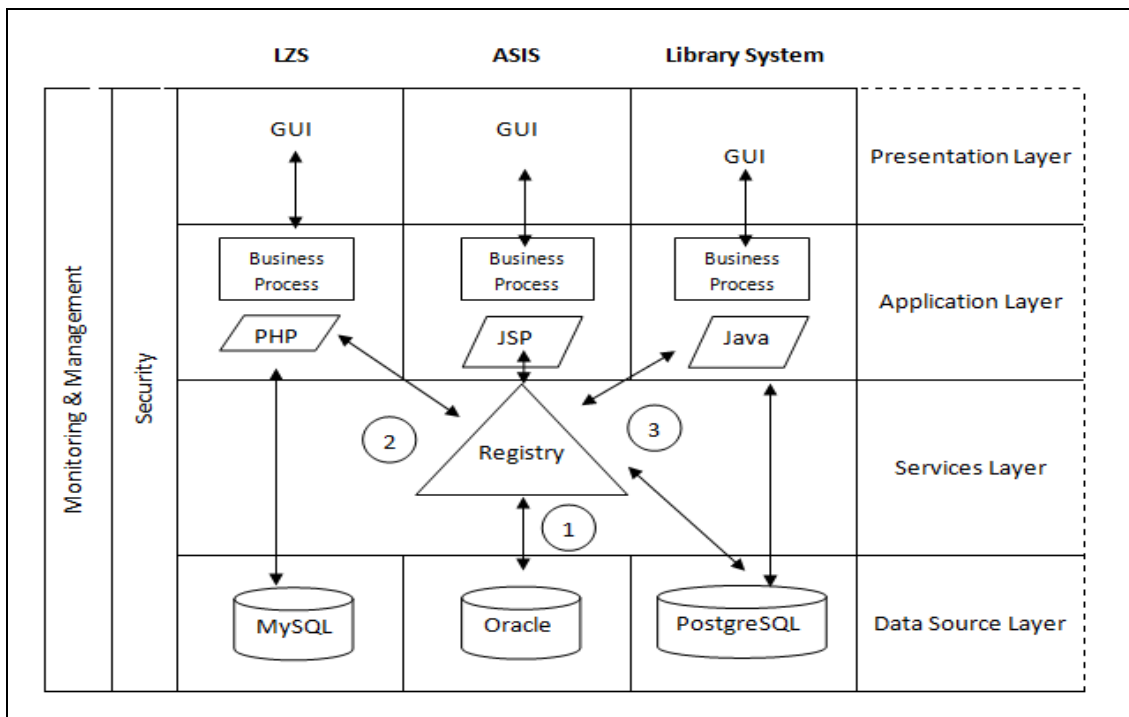 LZS
ASIS
Library System
GUI
GUI
GUI
Presentation Layer
Business
Process
Business
Process
Business
Process
Application Layer
PHP
JSP
Java
Monitoring & Management
Security
2
3
Registry
Services Layer
1
MySQL
Oracle
PostgreSQL
Data Source Layer